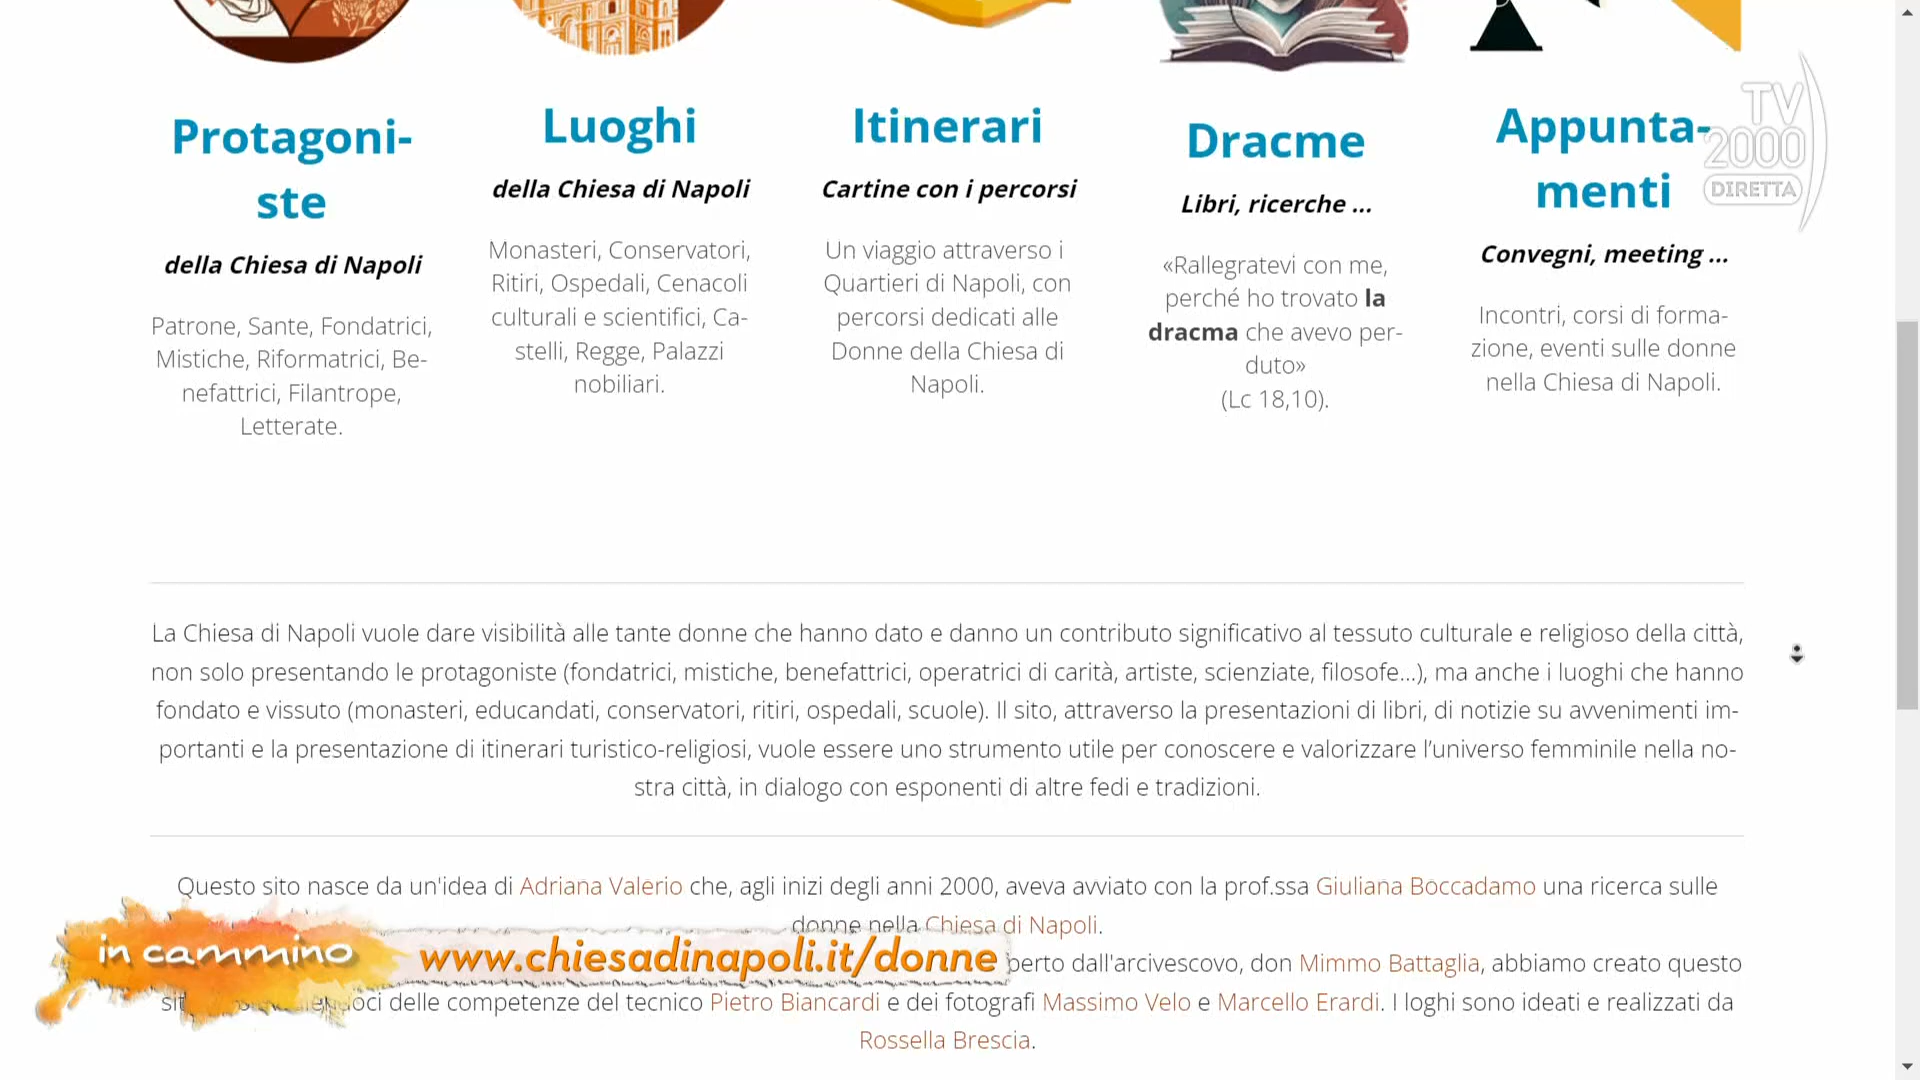 Protagoni-
ste
della Chiesa di Napoli
Patrone, Sante, Fondatrici,
Mistiche, Riformatrici, Be-
nefattrici, Filantrope,
Letterate.
Luoghi
della Chiesa di Napoli
Monasteri, Conservatori,
Ritiri, Ospedali, Cenacoli
culturali e scientifici, Ca-
stelli, Regge, Palazzi
nobiliari.
Itinerari
Cartine con i percorsi
Un viaggio attraverso i
Quartieri di Napoli, con
percorsi dedicati alle
Donne della Chiesa di
Napoli.
Dracme
Libri, ricerche ...
«Rallegratevi con me,
perché ho trovato la
dracma che avevo per-
duto»
(Lc 18,10).
Appunta-
menti
Convegni, meeting ...
Incontri, corsi di forma-
zione, eventi sulle donne
nella Chiesa di Napoli.
TV
2000
DIRETTA
La Chiesa di Napoli vuole dare visibilità alle tante donne che hanno dato e danno un contributo significativo al tessuto culturale e religioso della città,
non solo presentando le protagoniste (fondatrici, mistiche, benefattrici, operatrici di carità, artiste, scienziate, filosofe...), ma anche i luoghi che hanno
fondato e vissuto (monasteri, educandati, conservatori, ritiri, ospedali, scuole). Il sito, attraverso la presentazioni di libri, di notizie su avvenimenti im-
portanti e la presentazione di itinerari turistico-religiosi, vuole essere uno strumento utile per conoscere e valorizzare l'universo femminile nella no-
stra città, in dialogo con esponenti di altre fedi e tradizioni.
Questo sito nasce da un'idea di Adriana Valerio che, agli inizi degli anni 2000, aveva avviato con la prof.ssa Giuliana Boccadamo una ricerca sulle
donne nella Chiesa di Napoli.
perto dall'arcivescovo, don Mimmo Battaglia, abbiamo creato questo
sit oci delle competenze del tecnico Pietro Biancardi e dei fotografi Massimo Velo e Marcello Erardi. I loghi sono ideati e realizzati da
Rossella Brescia.
in cammino
www.chiesadinapoli.it/donne